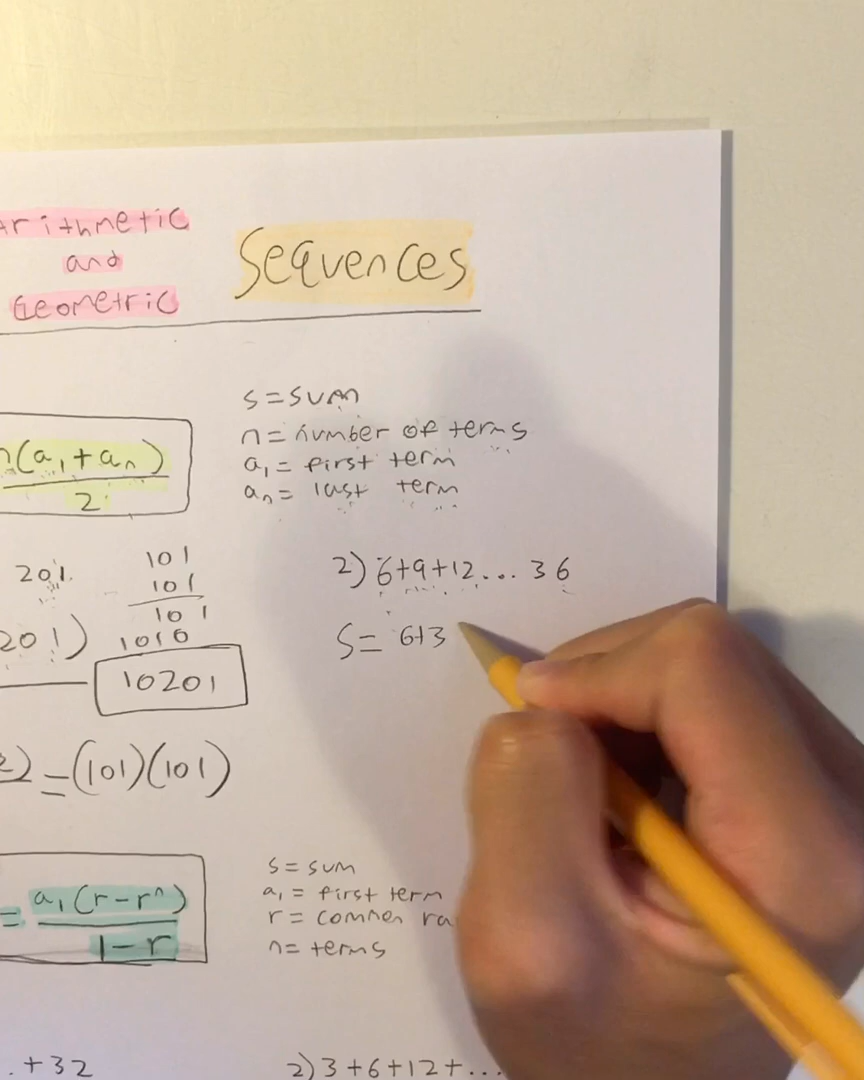 Arithmetic
and
Geometric
Sequences
s = sum
n = number of terms
a₁ = first term
aₙ = last term
n(a₁ + aₙ)
2
201.
101
101
101
1010
10201
201)
2) 6+9+12... 36
S = 6+3
) = (101)(101)
= a₁(r-rⁿ)
1-r
s = sum
a₁ = first term
r = common ra
n = terms
. +32
2) 3+6+12+...